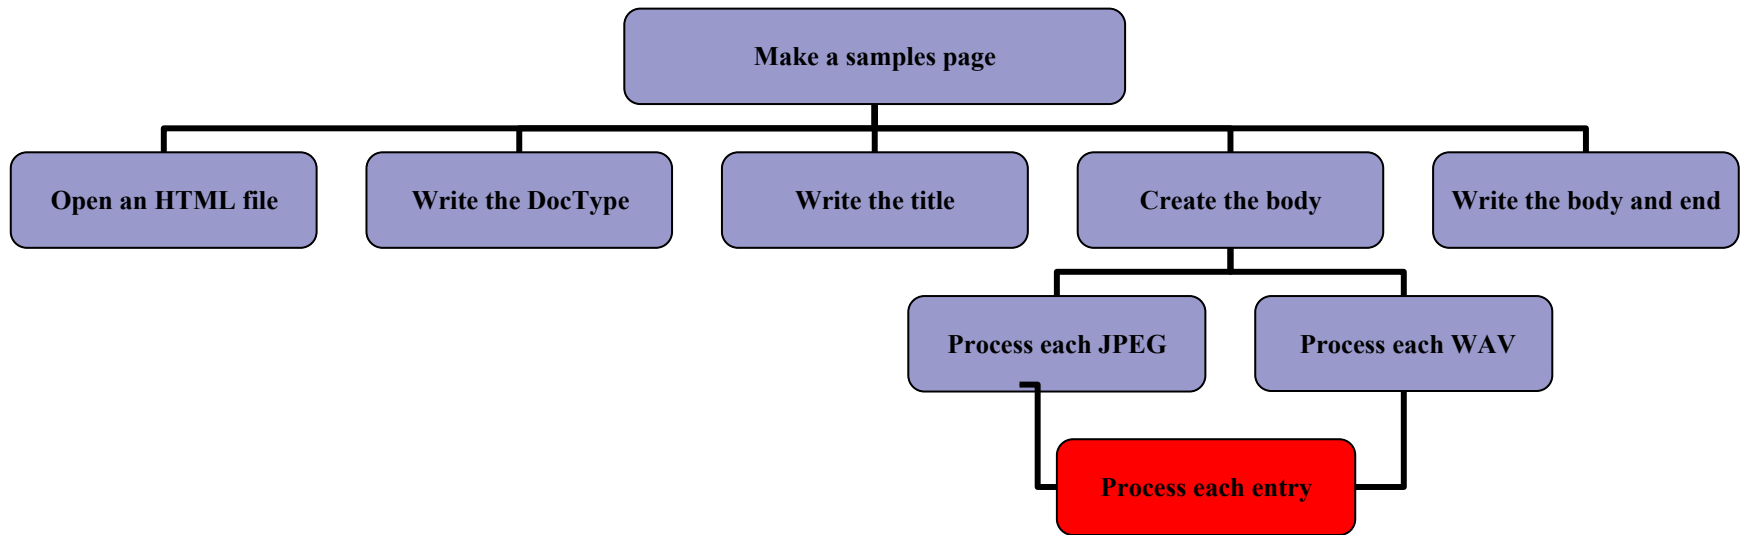 Make a samples page
Open an HTML file
Write the DocType
Write the title
Create the body
Write the body and end
Process each JPEG
Process each WAV
Process each entry